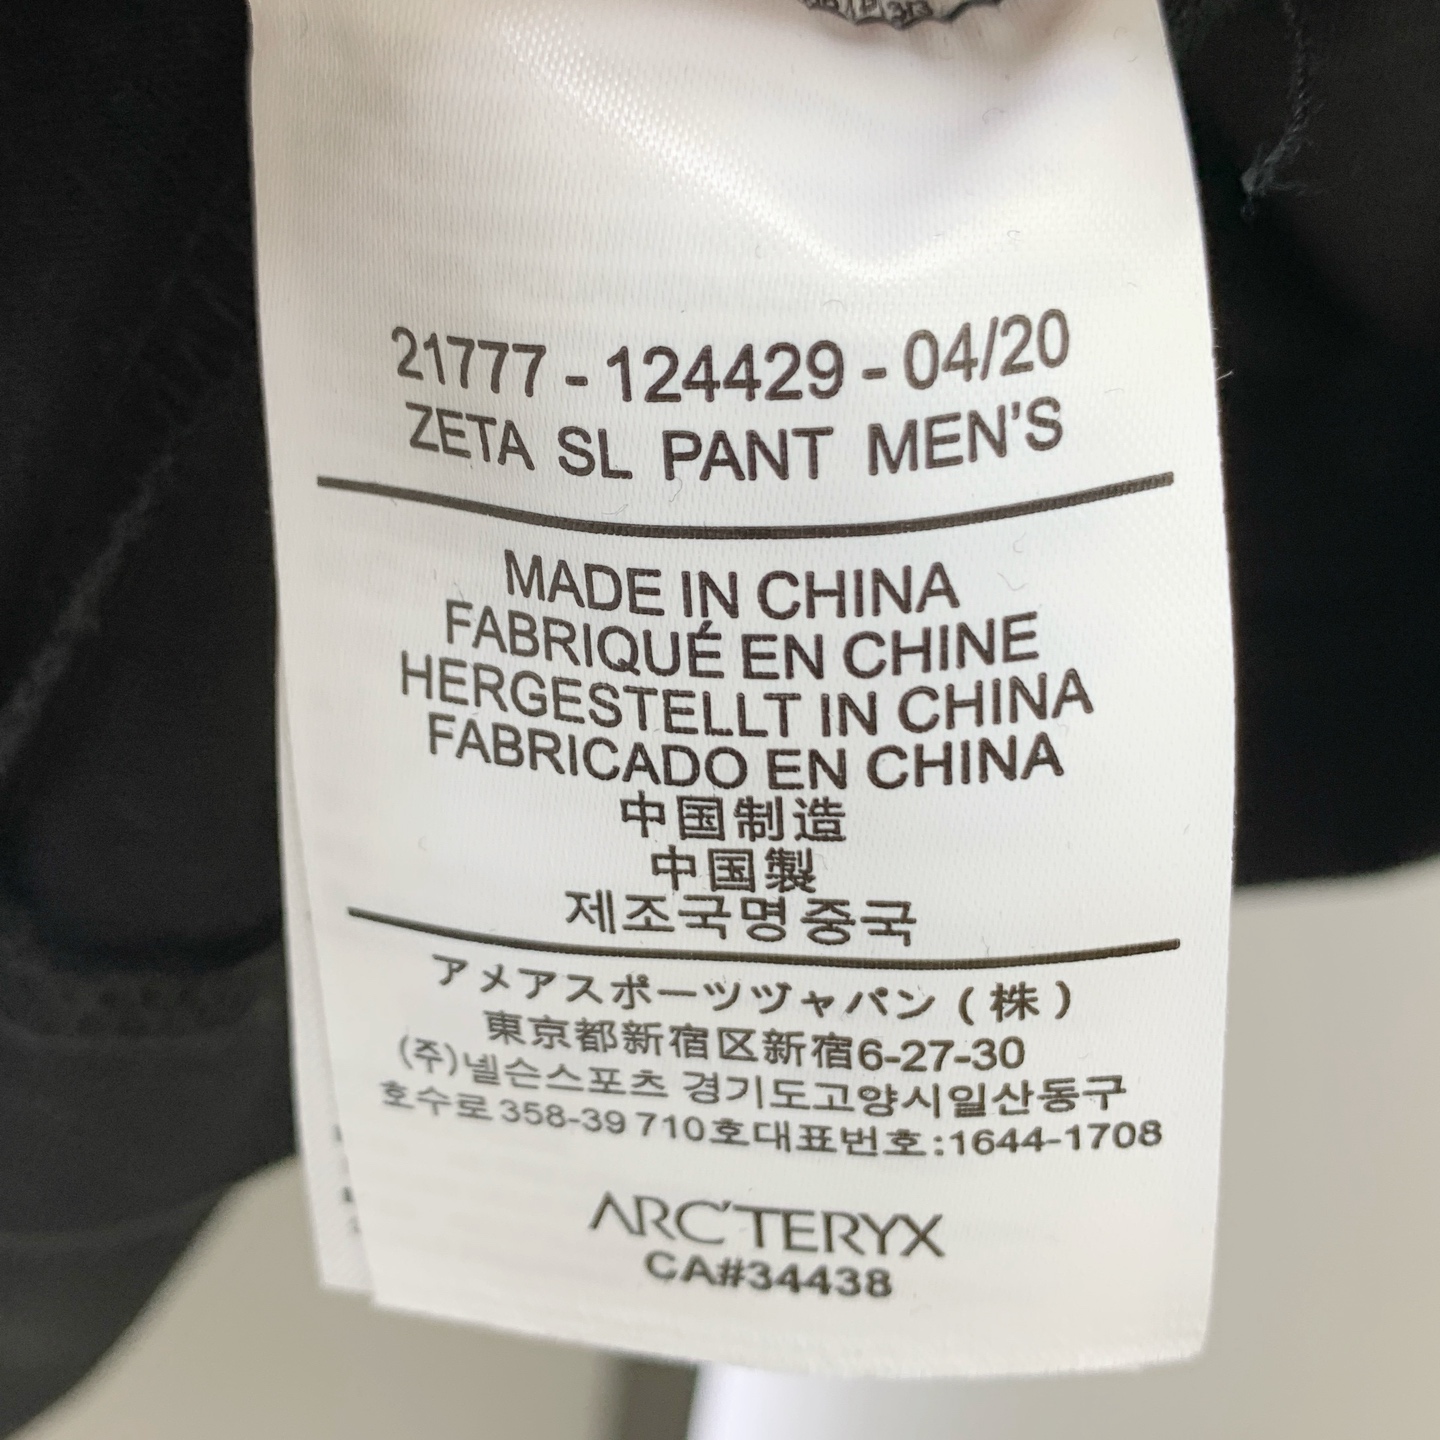 21777 - 124429 - 04/20
ZETA SL PANT MEN'S
MADE IN CHINA
FABRIQUÉ EN CHINE
HERGESTELLT IN CHINA
FABRICADO EN CHINA
中国制造
中国製
제조국명중국
アメアスポーツヅャパン (株)
東京都新宿区新宿6-27-30
(주)넬슨스포츠 경기도고양시일산동구
호수로 358-39 710호대표번호:1644-1708
ARC'TERYX
CA#34438